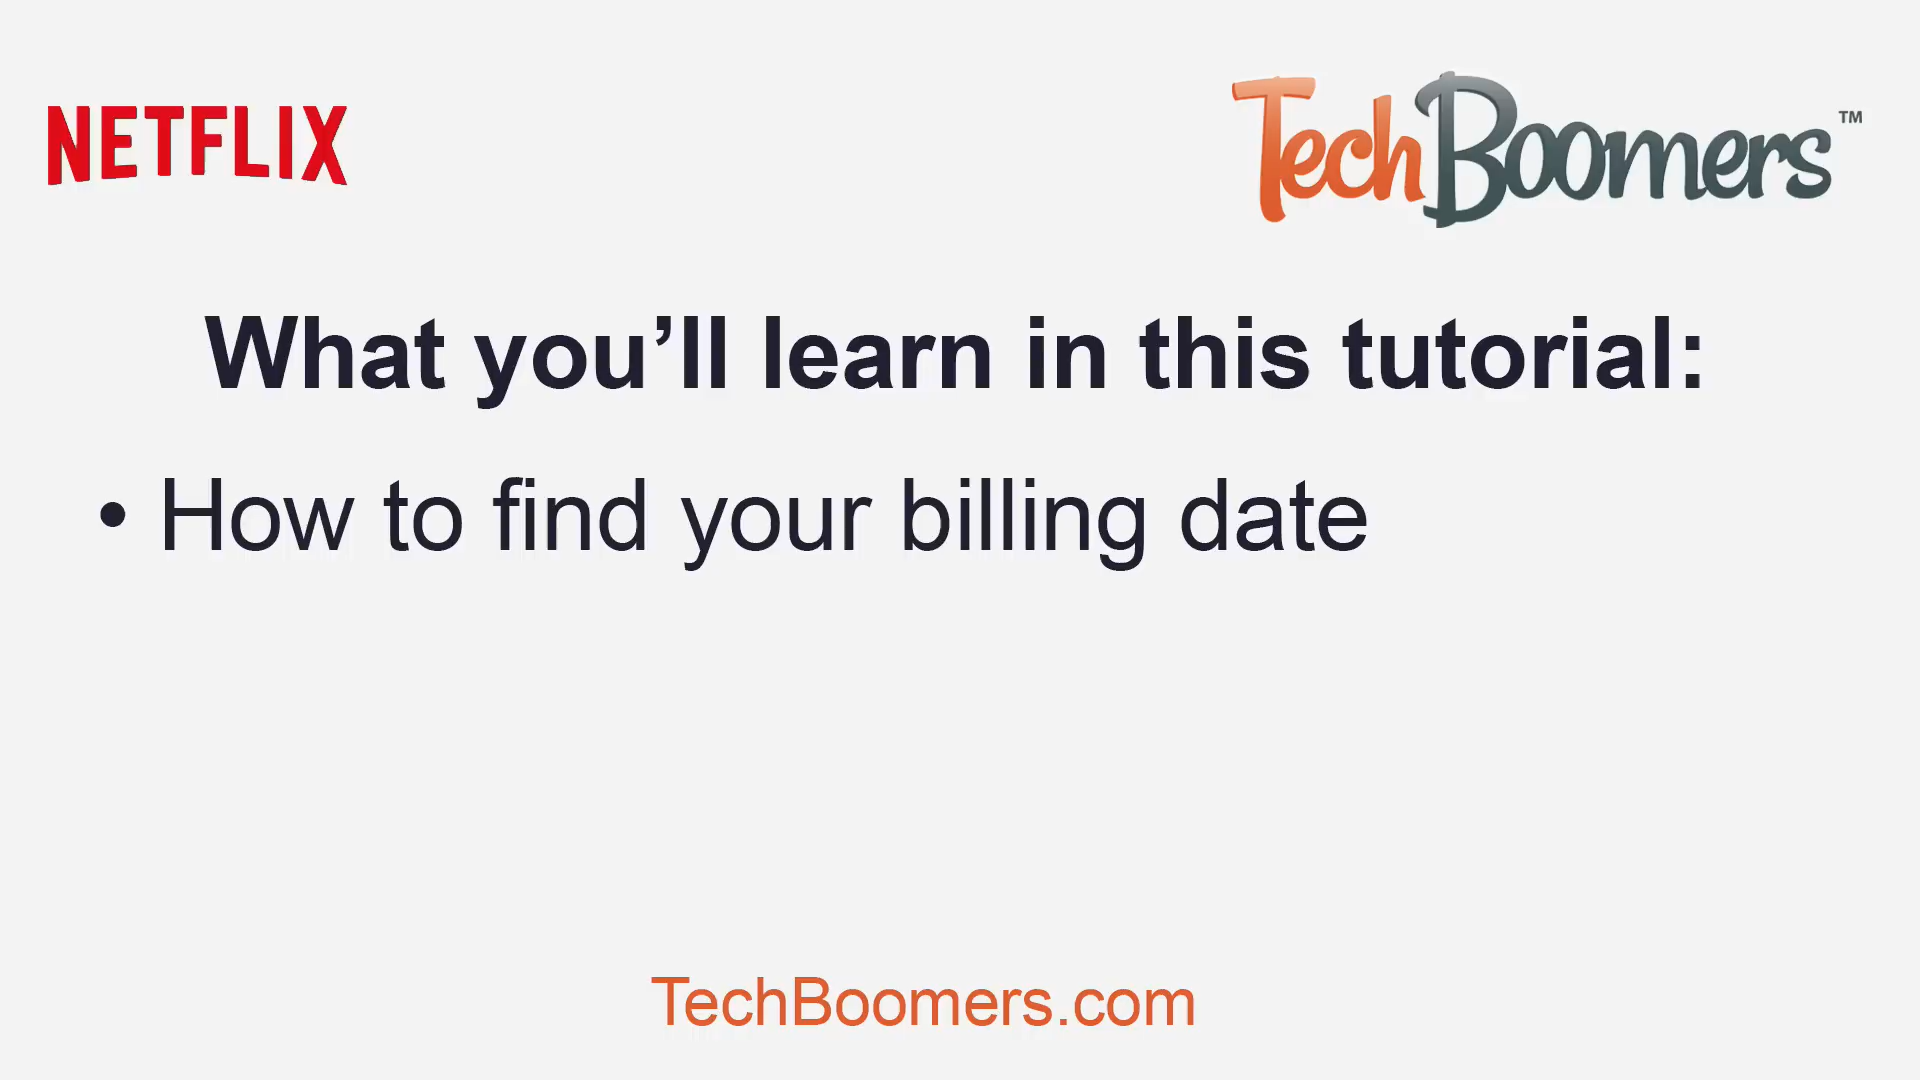 NETFLIX
TechBoomers™
What you’ll learn in this tutorial:
• How to find your billing date
TechBoomers.com